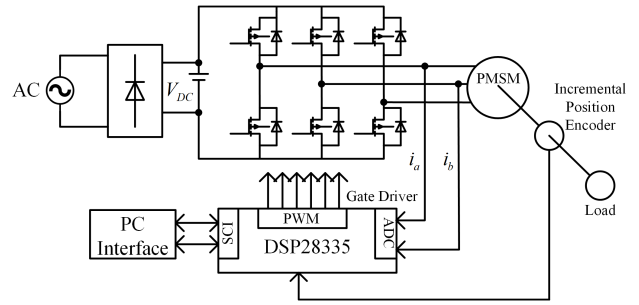 AC
V_DC
PMSM
Incremental
Position
Encoder
Load
i_a
i_b
Gate Driver
PWM
PC
Interface
SCI
DSP28335
ADC